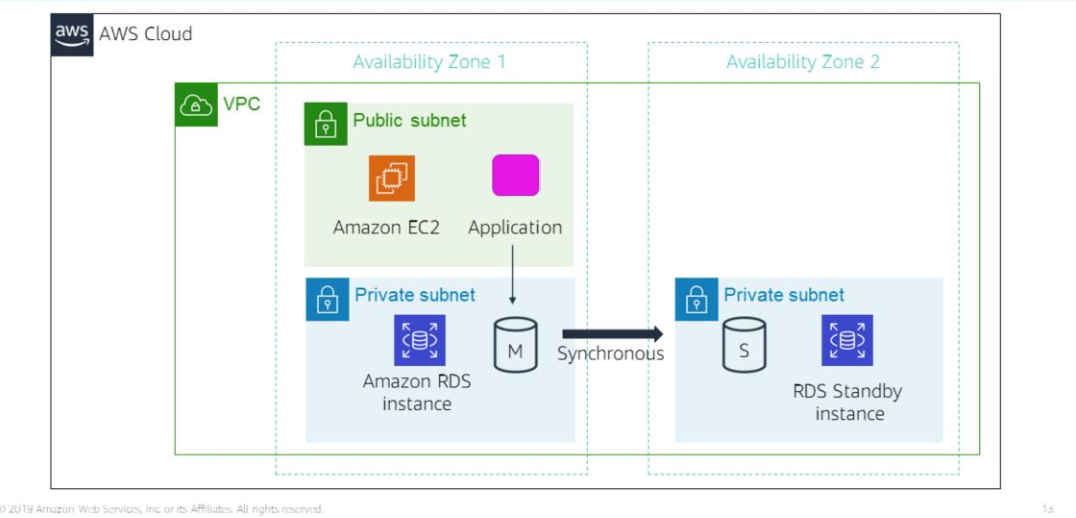 aws AWS Cloud
Availability Zone 1
Availability Zone 2
VPC
Public subnet
Amazon EC2
Application
Private subnet
M
Amazon RDS
instance
Synchronous
Private subnet
S
RDS Standby
instance
© 2019 Amazon Web Services, Inc. or its Affiliates. All rights reserved.
13